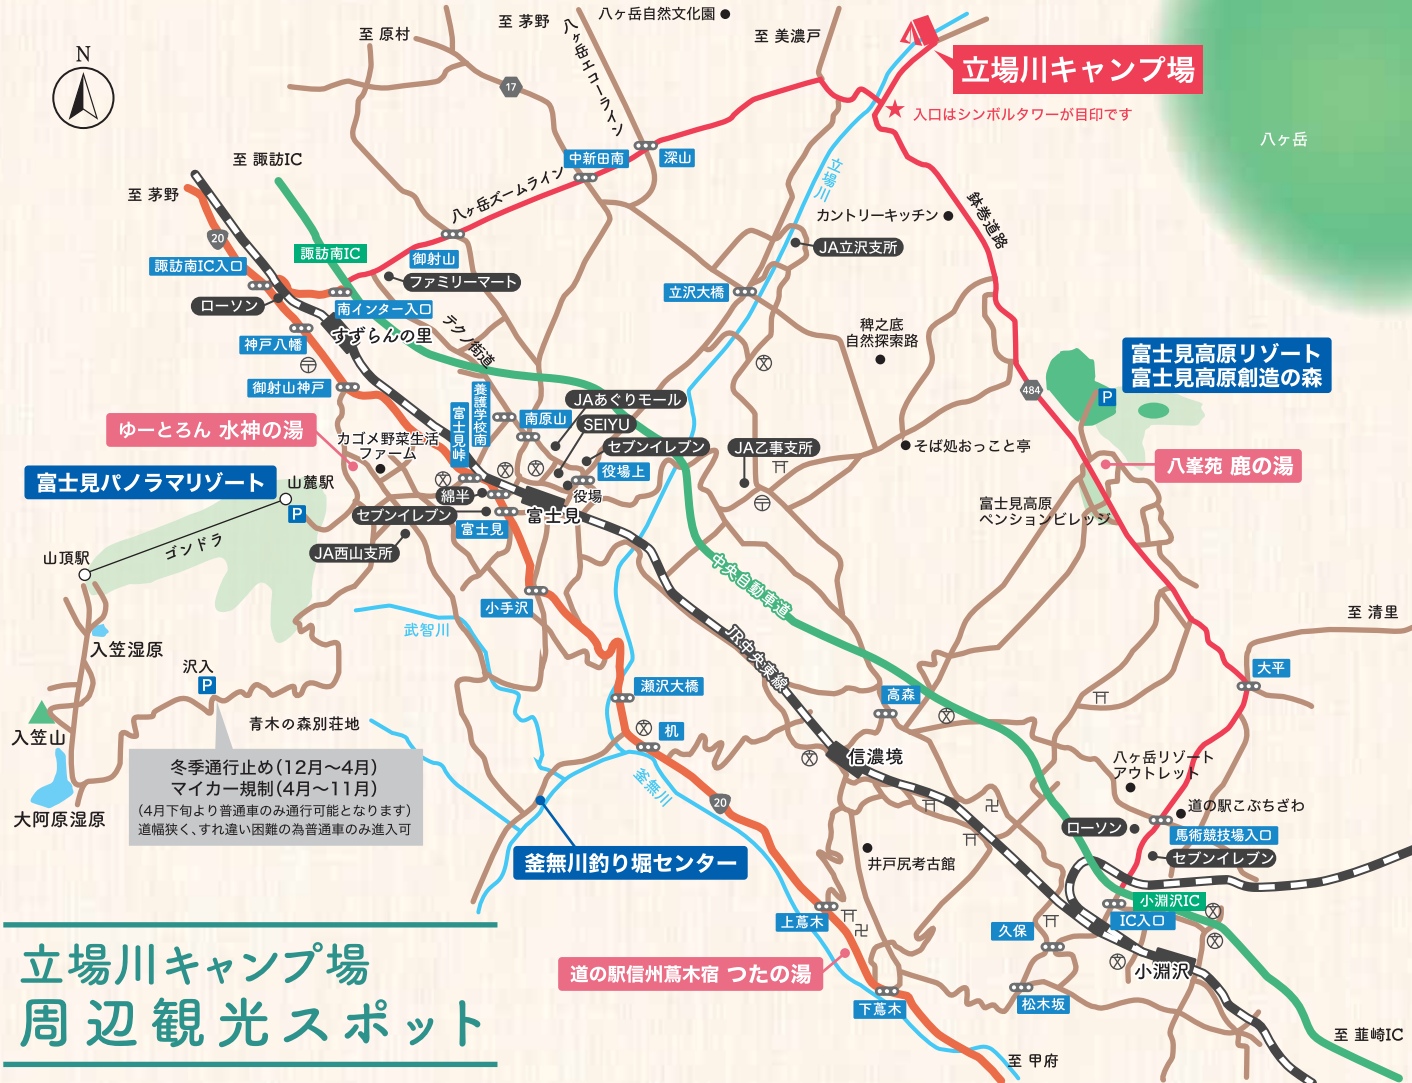 至 茅野
八ヶ岳自然文化園
至 原村
八ヶ岳エコーライン
至 美濃戸
N
立場川キャンプ場
17
入口はシンボルタワーが目印です
八ヶ岳
至 諏訪IC
中新田南
深山
至 茅野
八ヶ岳ズームライン
立場川
鉢巻道路
カントリーキッチン
20
諏訪南IC
御射山
JA立沢支所
諏訪南IC入口
ファミリーマート
立沢大橋
ローソン
南インター入口
すずらんの里
テクノ街道
稗之底
自然探索路
神戸八幡
富士見高原リゾート
富士見高原創造の森
御射山神戸
484
P
養護学校南
富士見峠
JAあぐりモール
南原山
SEIYU
ゆーとろん 水神の湯
カゴメ野菜生活
ファーム
セブンイレブン
JA乙事支所
そば処おっこと亭
八峯苑 鹿の湯
富士見パノラマリゾート
山麓駅
役場上
P
綿半
役場
セブンイレブン
富士見
富士見
富士見高原
ペンションビレッジ
ゴンドラ
山頂駅
JA西山支所
中央自動車道
小手沢
武智川
JR中央東線
至 清里
入笠湿原
沢入
P
大平
瀬沢大橋
高森
青木の森別荘地
机
入笠山
信濃境
八ヶ岳リゾート
アウトレット
冬季通行止め(12月〜4月)
マイカー規制(4月〜11月)
(4月下旬より普通車のみ通行可能となります)
道幅狭く、すれ違い困難の為普通車のみ進入可
釜無川
20
道の駅こぶちざわ
大阿原湿原
ローソン
馬術競技場入口
釜無川釣り堀センター
井戸尻考古館
セブンイレブン
小淵沢IC
上蔦木
IC入口
久保
立場川キャンプ場
周辺観光スポット
道の駅信州蔦木宿 つたの湯
小淵沢
松木坂
下蔦木
至 韮崎IC
至 甲府